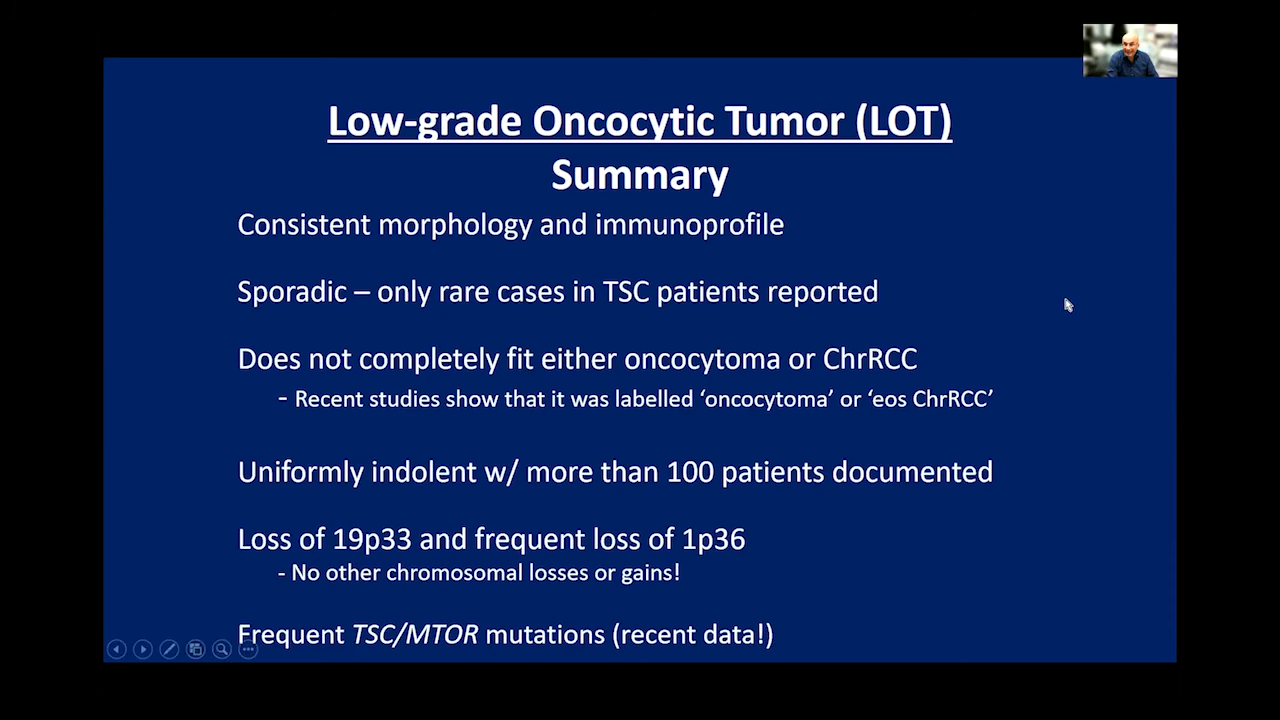 Low-grade Oncocytic Tumor (LOT)
Summary
Consistent morphology and immunoprofile
Sporadic – only rare cases in TSC patients reported
Does not completely fit either oncocytoma or ChrRCC
- Recent studies show that it was labelled ‘oncocytoma’ or ‘eos ChrRCC’
Uniformly indolent w/ more than 100 patients documented
Loss of 19p33 and frequent loss of 1p36
- No other chromosomal losses or gains!
Frequent TSC/MTOR mutations (recent data!)